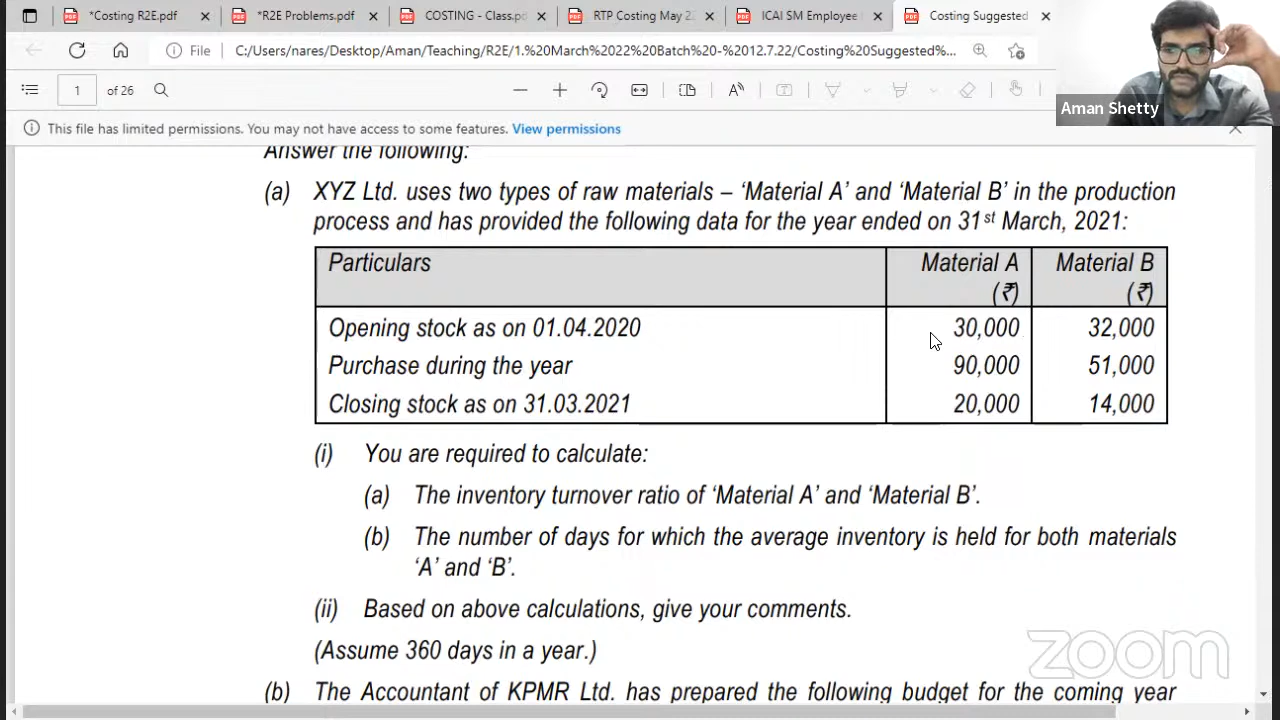 *Costing R2E.pdf
*R2E Problems.pdf
COSTING - Class.pd
RTP Costing May 2
ICAI SM Employee
Costing Suggested
File
C:/Users/nares/Desktop/Aman/Teaching/R2E/1.%20March%2022%20Batch%20-%2012.7.22/Costing%20Suggested%...
1 of 26
This file has limited permissions. You may not have access to some features. View permissions
Aman Shetty
Answer the following:
(a) XYZ Ltd. uses two types of raw materials – ‘Material A’ and ‘Material B’ in the production
process and has provided the following data for the year ended on 31st March, 2021:
Particulars Material A Material B
(₹) (₹)
Opening stock as on 01.04.2020 30,000 32,000
Purchase during the year 90,000 51,000
Closing stock as on 31.03.2021 20,000 14,000
(i) You are required to calculate:
(a) The inventory turnover ratio of ‘Material A’ and ‘Material B’.
(b) The number of days for which the average inventory is held for both materials
‘A’ and ‘B’.
(ii) Based on above calculations, give your comments.
(Assume 360 days in a year.)
zoom
(b) The Accountant of KPMR Ltd. has prepared the following budget for the coming year